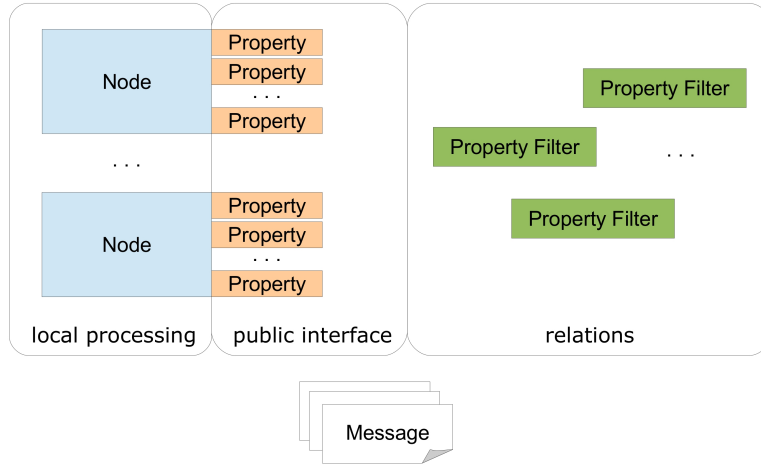 Property
Node
Property
. . .
Property
Property Filter
Property Filter
. . .
. . .
Property
Node
Property
. . .
Property
Property Filter
local processing
public interface
relations
Message